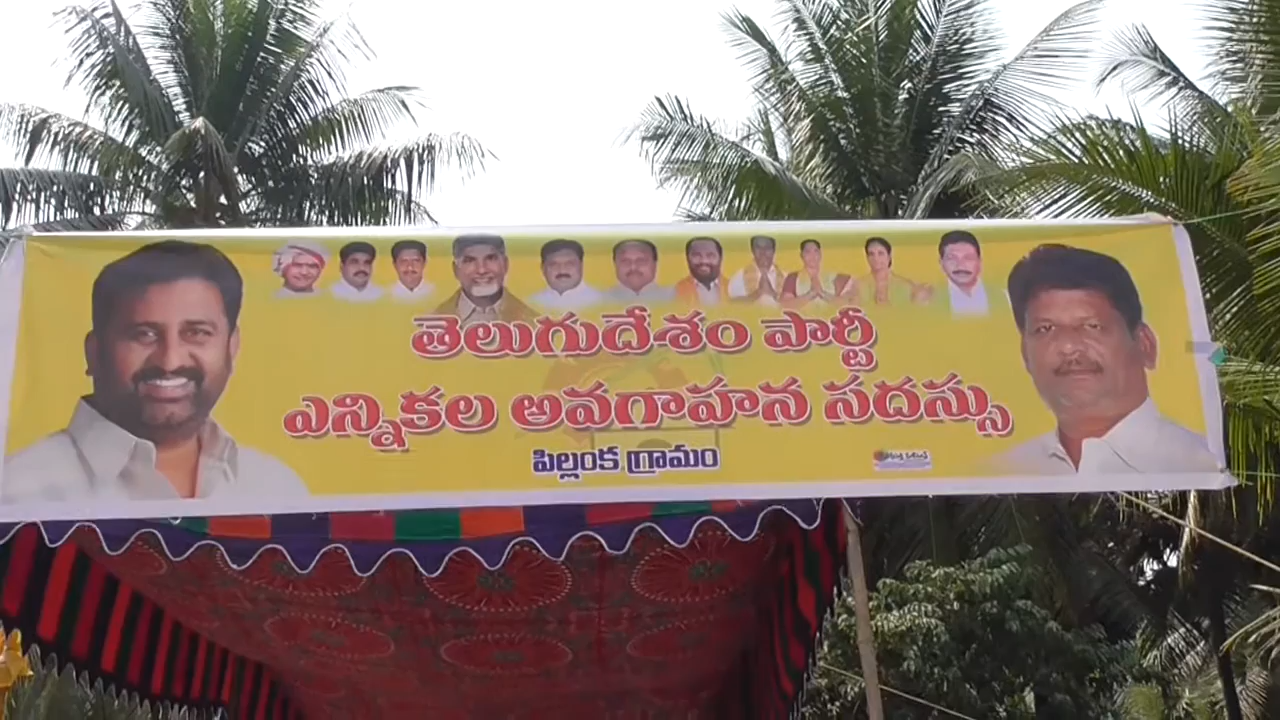 తెలుగుదేశం పార్టీ
ఎన్నికల అవగాహన సదస్సు
పిల్లంక గ్రామం